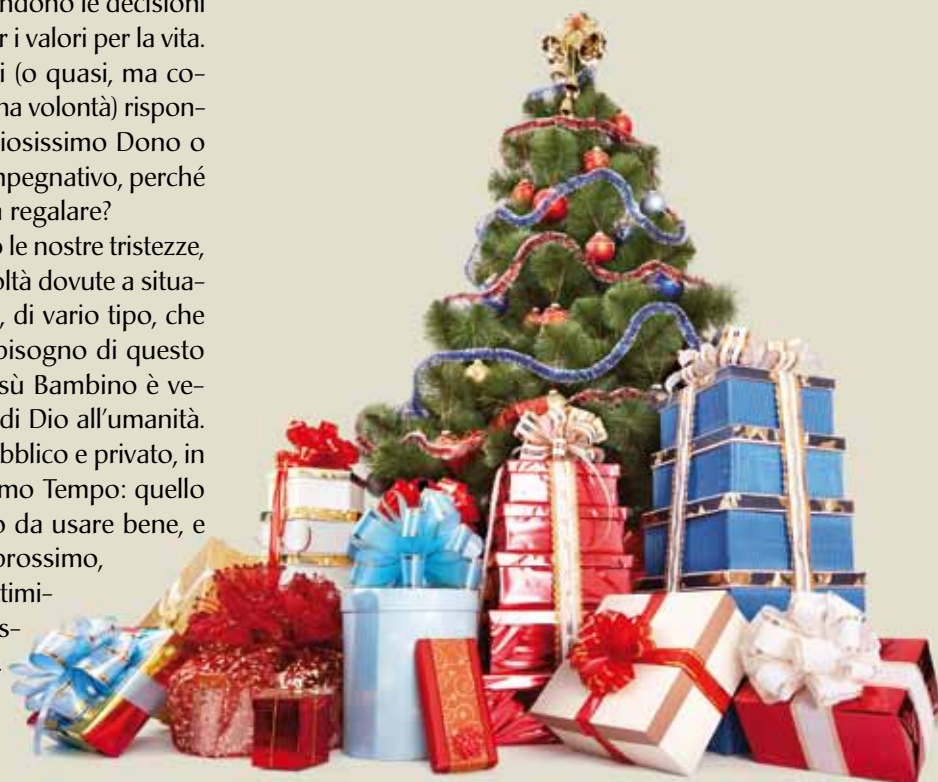 ndono le decisioni
r i valori per la vita.
i (o quasi, ma co-
na volontà) rispon-
iosissimo Dono o
mpegnativo, perché
regalare?
le nostre tristezze,
oltà dovute a situa-
, di vario tipo, che
bisogno di questo
sù Bambino è ve-
di Dio all'umanità.
bblico e privato, in
mo Tempo: quello
o da usare bene, e
prossimo,
timi-
s-